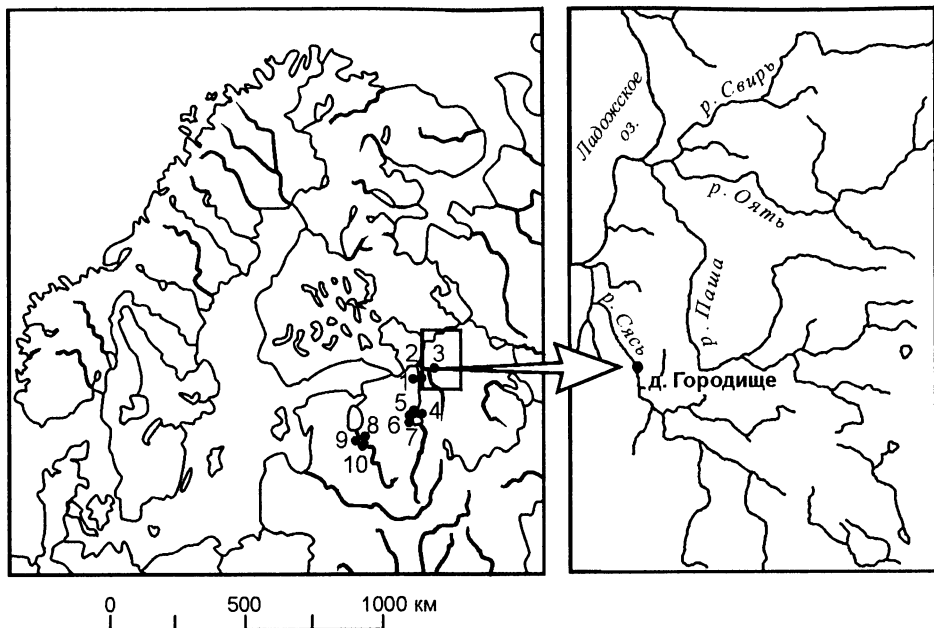 2 3
1
5 4
6
8 7
9
10
Ладожское
оз.
р. Свирь
р. Оять
р. Паша
р. Сясь
д. Городище
0 500 1000 км